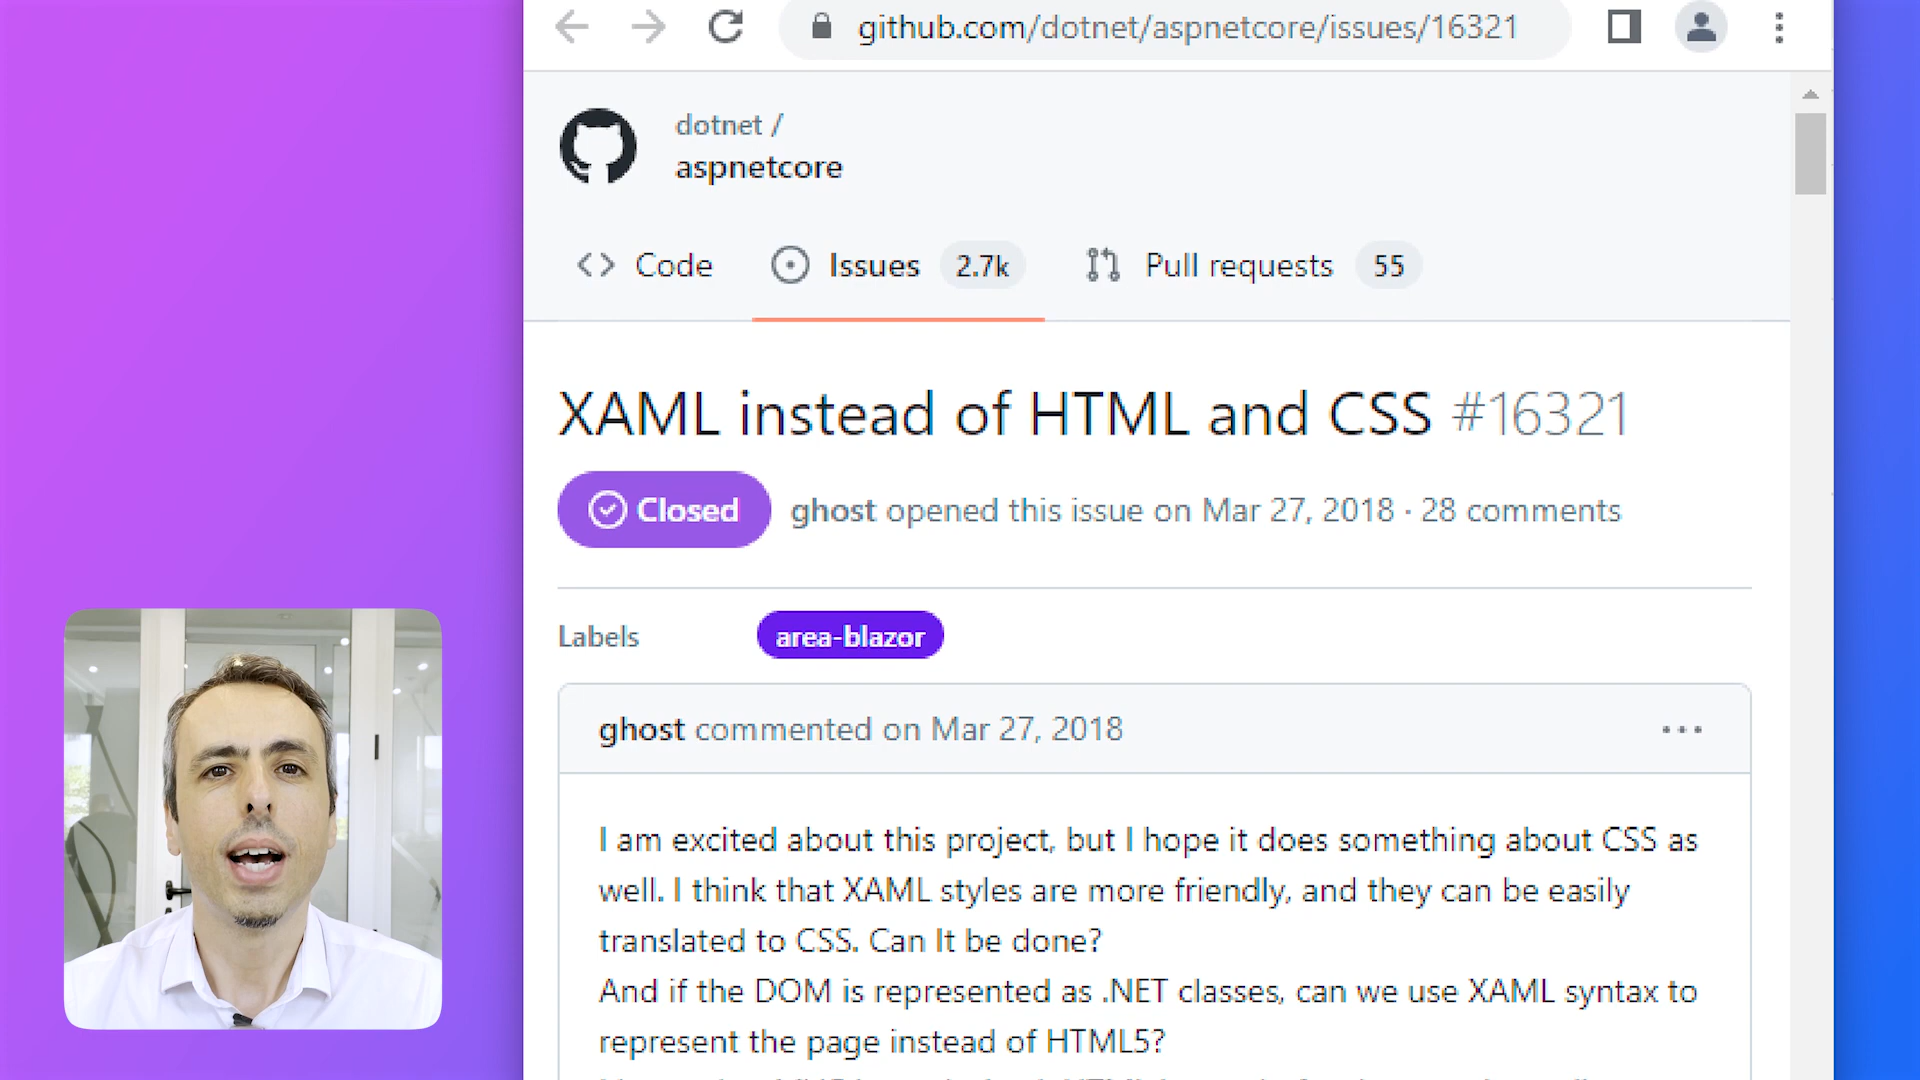 github.com/dotnet/aspnetcore/issues/16321
dotnet /
aspnetcore
Code
Issues 2.7k
Pull requests 55
XAML instead of HTML and CSS #16321
Closed
ghost opened this issue on Mar 27, 2018 · 28 comments
Labels
area-blazor
ghost commented on Mar 27, 2018
I am excited about this project, but I hope it does something about CSS as
well. I think that XAML styles are more friendly, and they can be easily
translated to CSS. Can It be done?
And if the DOM is represented as .NET classes, can we use XAML syntax to
represent the page instead of HTML5?